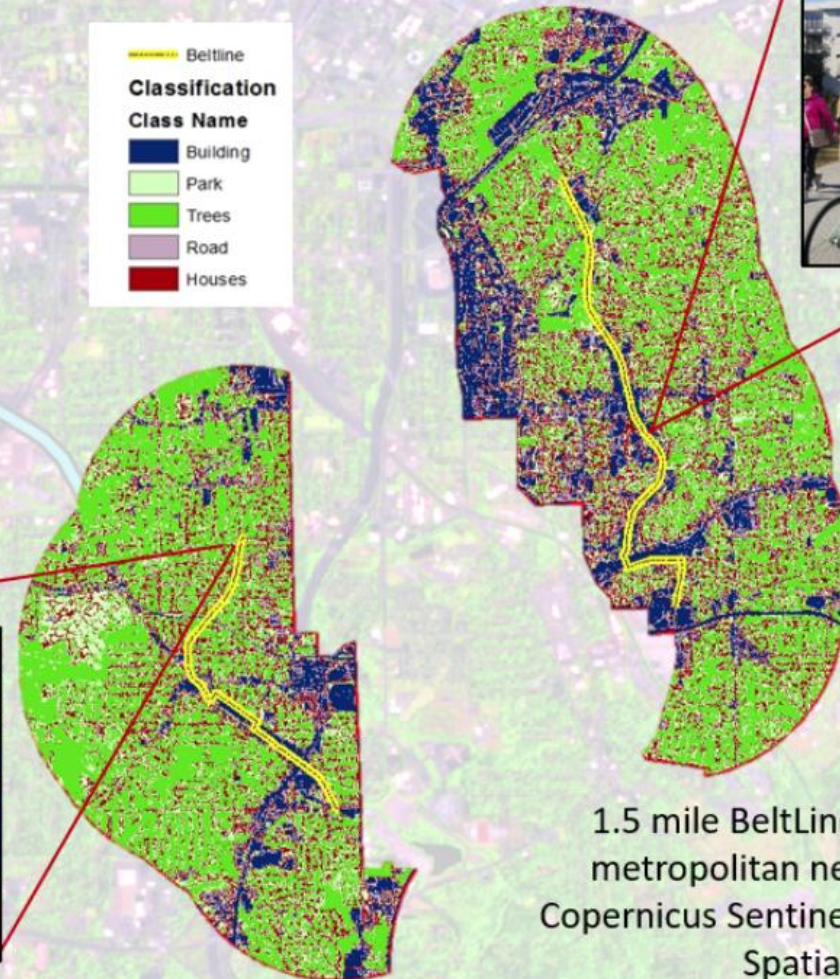 Beltline
Classification
Class Name
Building
Park
Trees
Road
Houses
1.5 mile BeltLin
metropolitan ne
Copernicus Sentine
Spatia